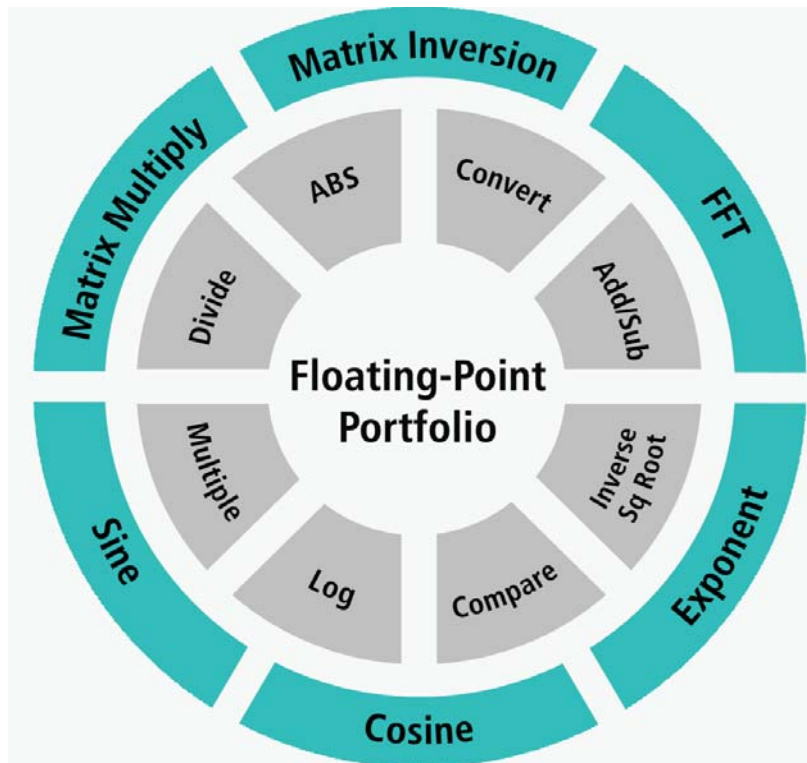 Matrix Inversion
FFT
Exponent
Cosine
Sine
Matrix Multiply
ABS
Convert
Add/Sub
Inverse
Sq Root
Compare
Log
Multiple
Divide
Floating-Point
Portfolio